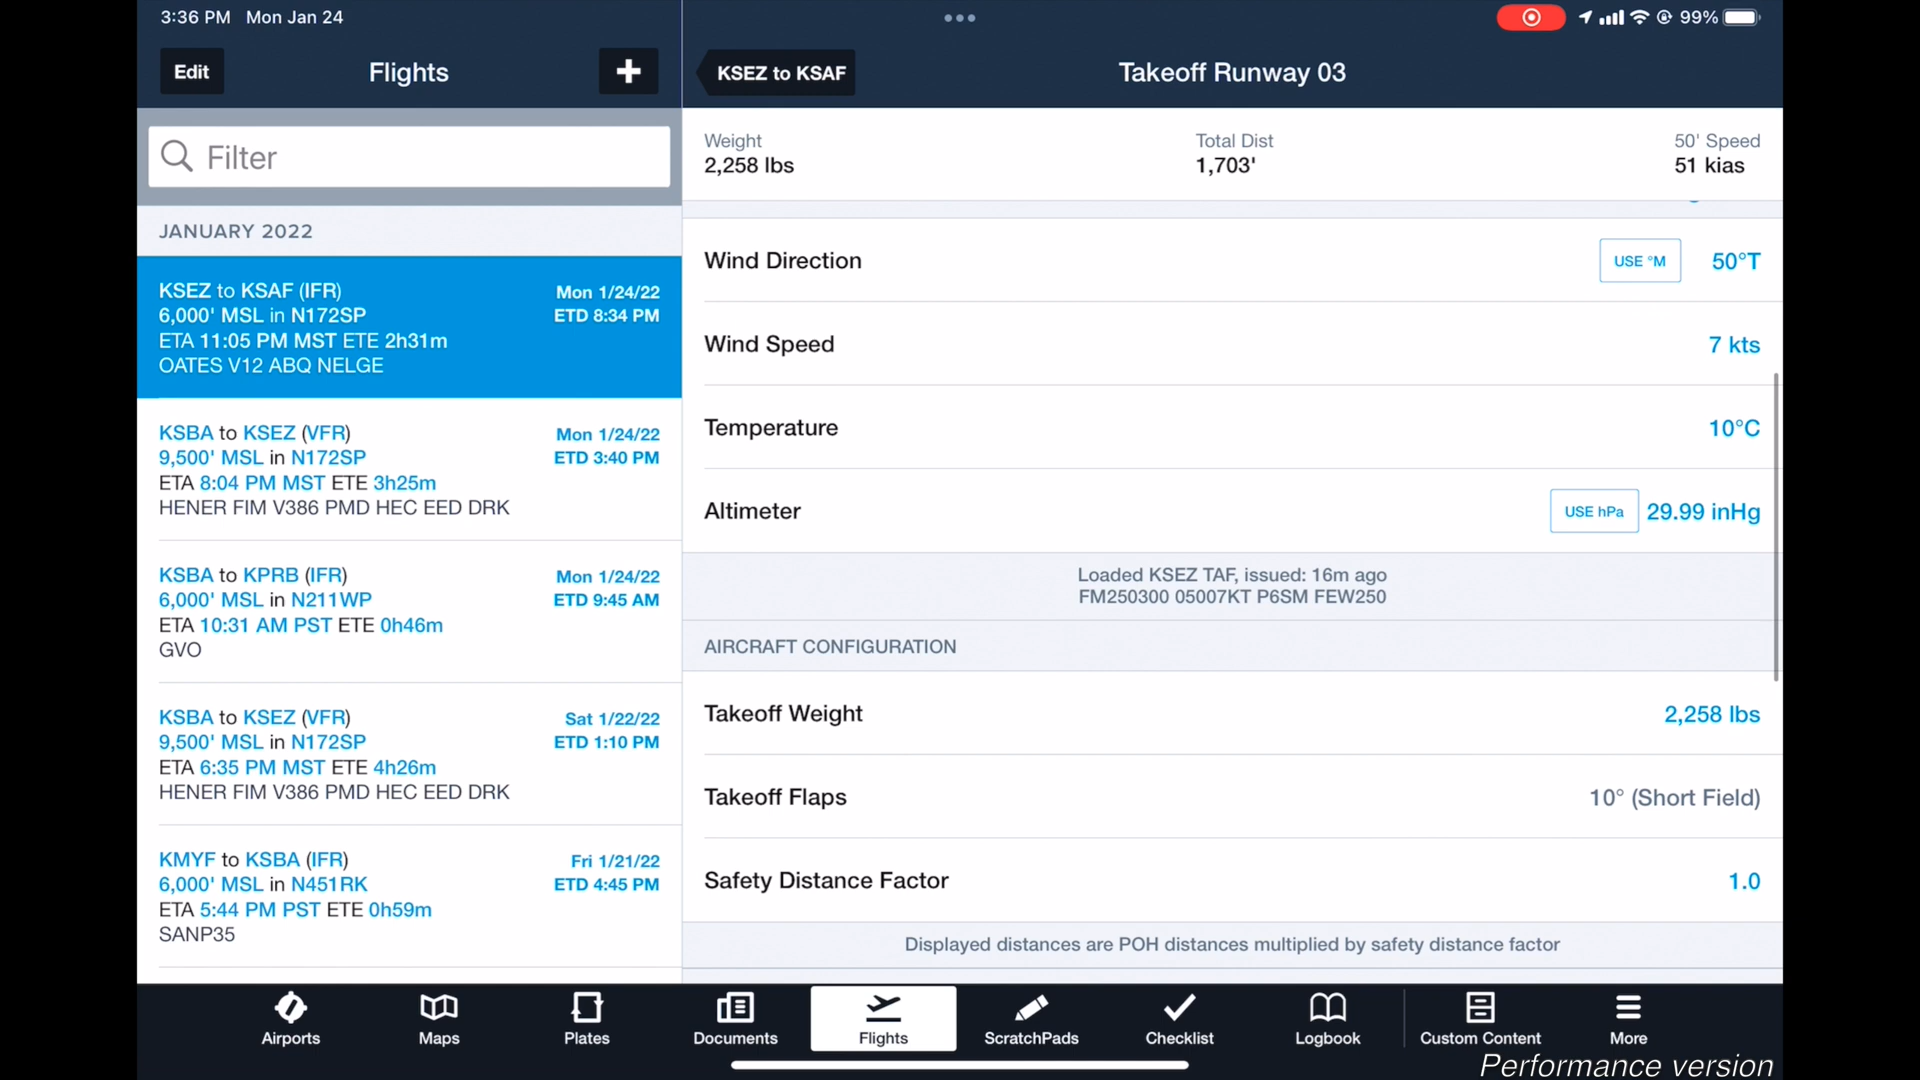 3:36 PM Mon Jan 24
99%
Edit
Flights
+
Filter
JANUARY 2022
KSEZ to KSAF (IFR)
Mon 1/24/22
6,000' MSL in N172SP
ETD 8:34 PM
ETA 11:05 PM MST ETE 2h31m
OATES V12 ABQ NELGE
KSBA to KSEZ (VFR)
Mon 1/24/22
9,500' MSL in N172SP
ETD 3:40 PM
ETA 8:04 PM MST ETE 3h25m
HENER FIM V386 PMD HEC EED DRK
KSBA to KPRB (IFR)
Mon 1/24/22
6,000' MSL in N211WP
ETD 9:45 AM
ETA 10:31 AM PST ETE 0h46m
GVO
KSBA to KSEZ (VFR)
Sat 1/22/22
9,500' MSL in N172SP
ETD 1:10 PM
ETA 6:35 PM MST ETE 4h26m
HENER FIM V386 PMD HEC EED DRK
KMYF to KSBA (IFR)
Fri 1/21/22
6,000' MSL in N451RK
ETD 4:45 PM
ETA 5:44 PM PST ETE 0h59m
SANP35
KSEZ to KSAF
Takeoff Runway 03
Weight
2,258 lbs
Total Dist
1,703'
50' Speed
51 kias
Wind Direction
USE °M
50°T
Wind Speed
7 kts
Temperature
10°C
Altimeter
USE hPa
29.99 inHg
Loaded KSEZ TAF, issued: 16m ago
FM250300 05007KT P6SM FEW250
AIRCRAFT CONFIGURATION
Takeoff Weight
2,258 lbs
Takeoff Flaps
10° (Short Field)
Safety Distance Factor
1.0
Displayed distances are POH distances multiplied by safety distance factor
Airports
Maps
Plates
Documents
Flights
ScratchPads
Checklist
Logbook
Custom Content
More
Performance version